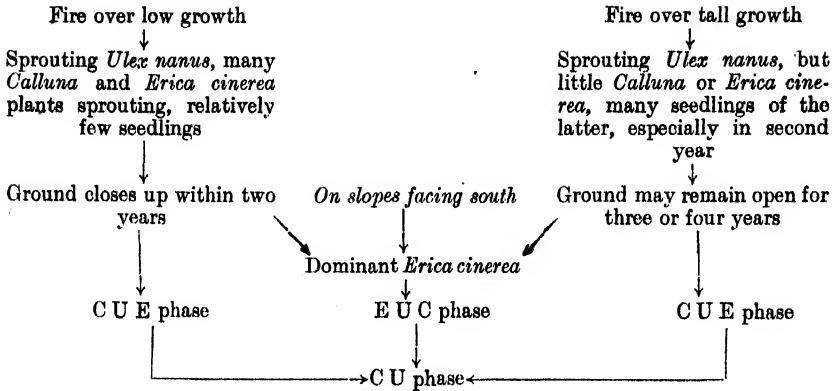 Fire over low growth
Fire over tall growth
Sprouting Ulex nanus, many
Calluna and Erica cinerea
plants sprouting, relatively
few seedlings
Sprouting Ulex nanus, but
little Calluna or Erica cine-
rea, many seedlings of the
latter, especially in second
year
Ground closes up within two
years
On slopes facing south
Ground may remain open for
three or four years
Dominant Erica cinerea
C U E phase
E U C phase
C U E phase
C U phase